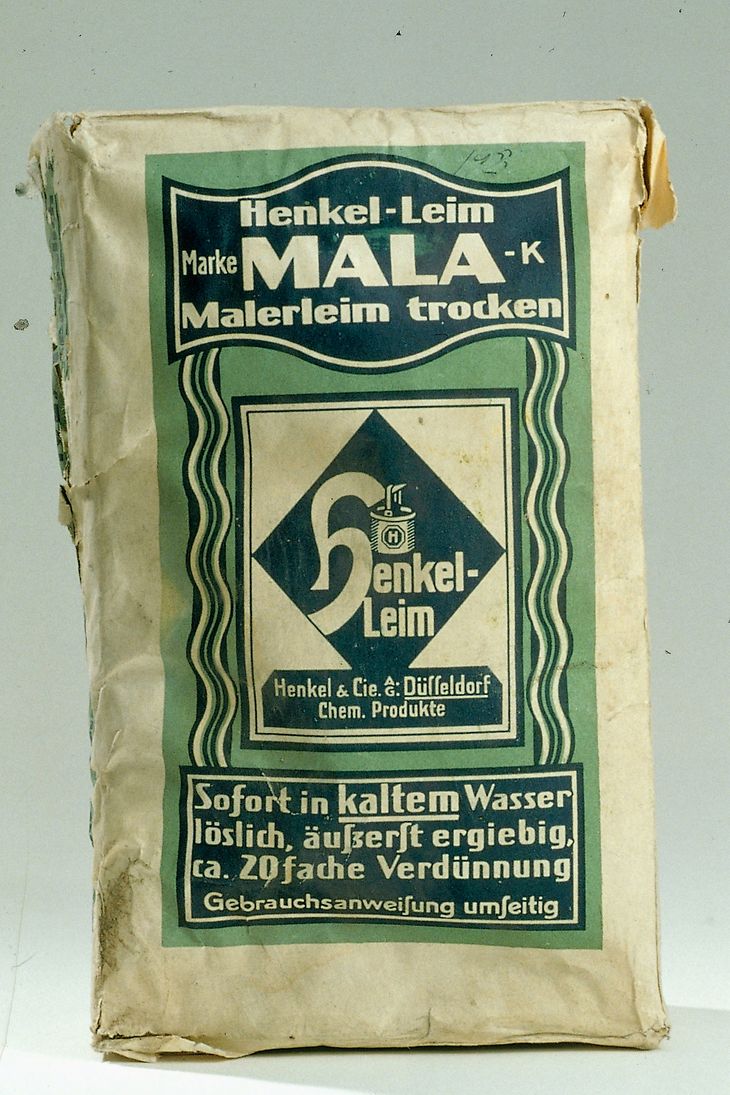 Henkel-Leim
Marke MALA-K
Malerleim trocken
H
Henkel-
Leim
Henkel & Cie. A.G. Düſſeldorf
Chem. Produkte
Sofort in kaltem Wasser
löslich, äußerſt ergiebig,
ca. 20fache Verdünnung
Gebrauchsanweiſung umſeitig